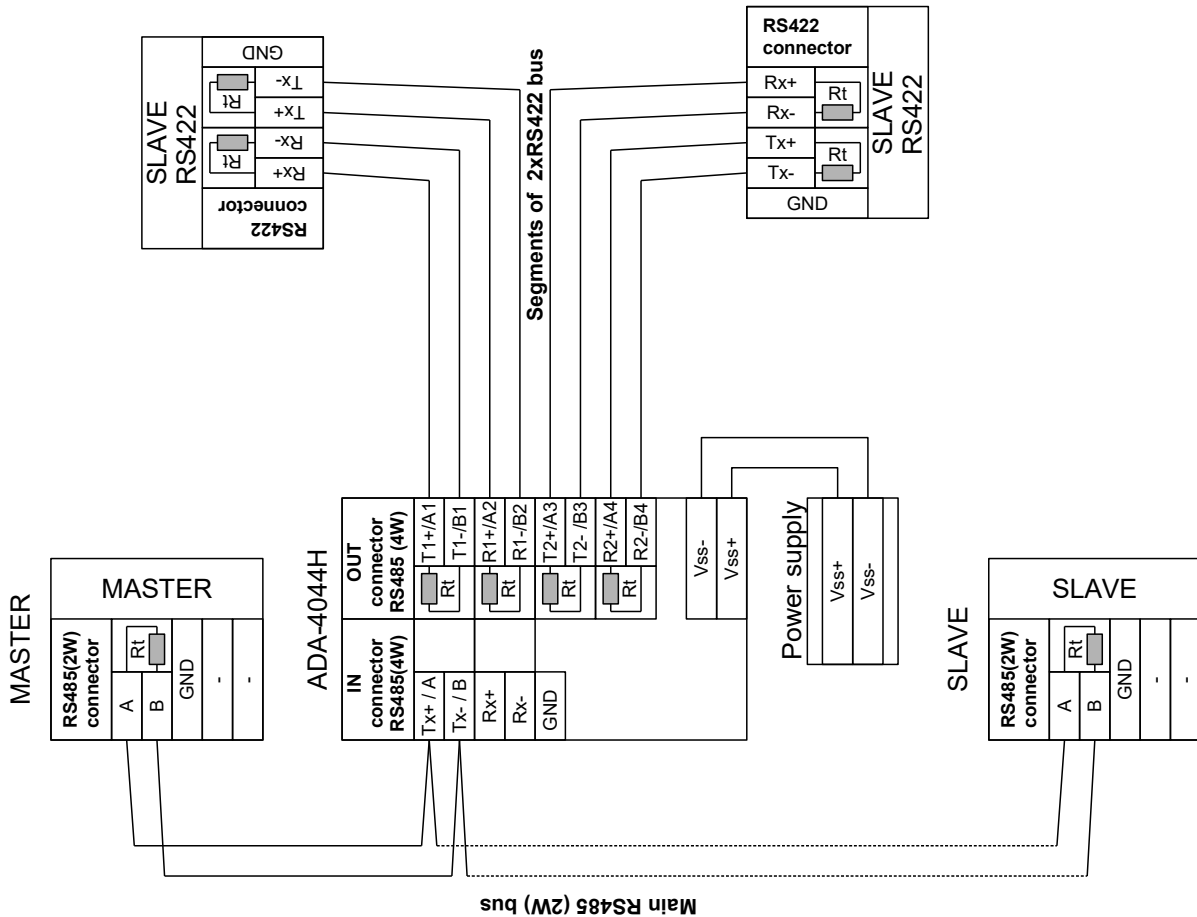 SLAVE
RS422
GND
Tx-
Tx+
Rx-
Rx+
Rt
Rt
RS422
connector
Segments of 2xRS422 bus
RS422
connector
Rx+
Rx-
Tx+
Tx-
GND
Rt
Rt
SLAVE
RS422
MASTER
MASTER
RS485(2W)
connector
A
B
GND
-
-
Rt
ADA-4044H
IN
connector
RS485(4W)
Tx+ / A
Tx- / B
Rx+
Rx-
GND
OUT
connector
RS485 (4W)
T1+/A1
T1-/B1
R1+/A2
R1-/B2
T2+/A3
T2- /B3
R2+/A4
R2-/B4
Rt
Rt
Rt
Rt
Vss-
Vss+
Power supply
Vss+
Vss-
SLAVE
SLAVE
RS485(2W)
connector
A
B
GND
-
-
Rt
Main RS485 (2W) bus